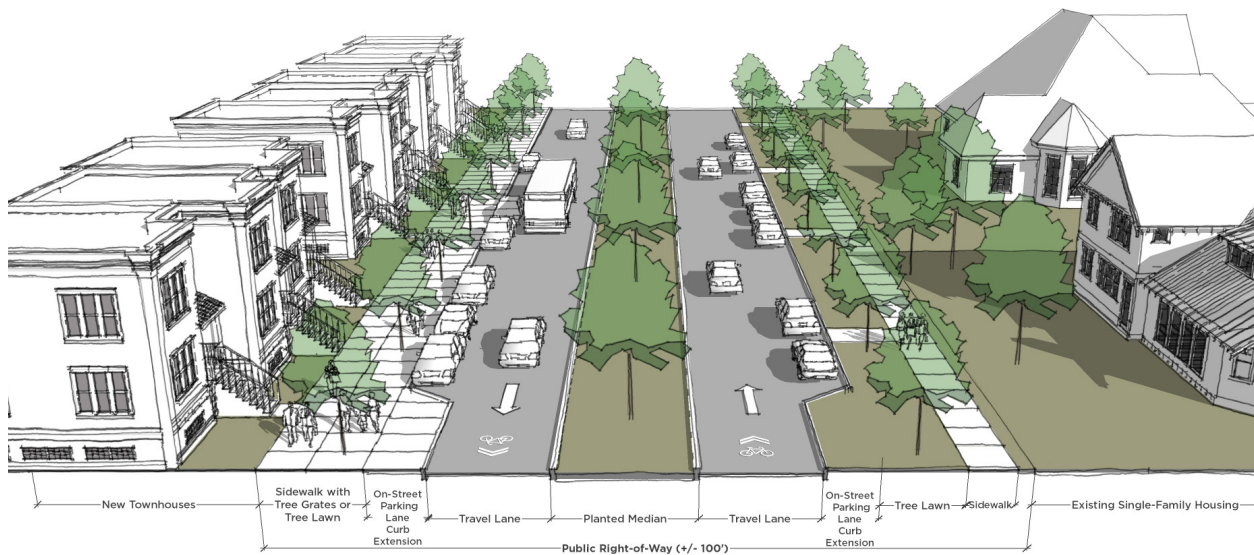 New Townhouses
Sidewalk with
Tree Grates or
Tree Lawn
On-Street
Parking
Lane
Curb
Extension
Travel Lane
Planted Median
Travel Lane
On-Street
Parking
Lane
Curb
Extension
Tree Lawn
Sidewalk
Existing Single-Family Housing
Public Right-of-Way (+/- 100')